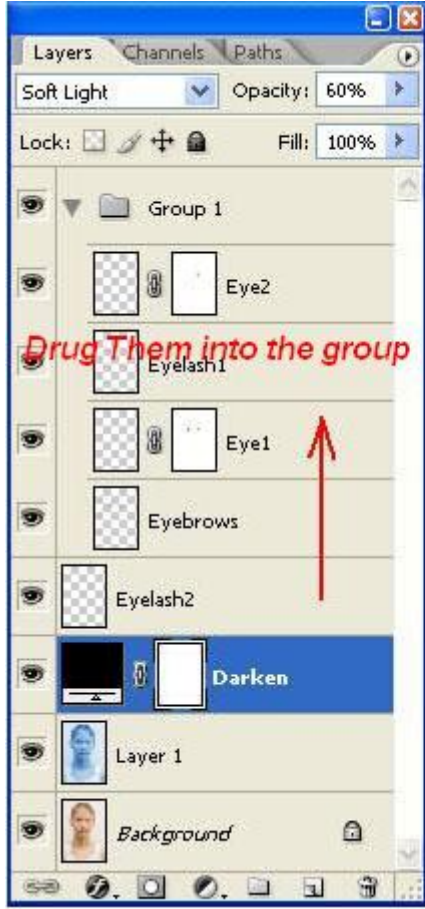 Layers Channels Paths
Soft Light Opacity: 60%
Lock: Fill: 100%
Group 1
Eye2
Drug Them into the group
Eyelash1
Eye1
Eyebrows
Eyelash2
Darken
Layer 1
Background